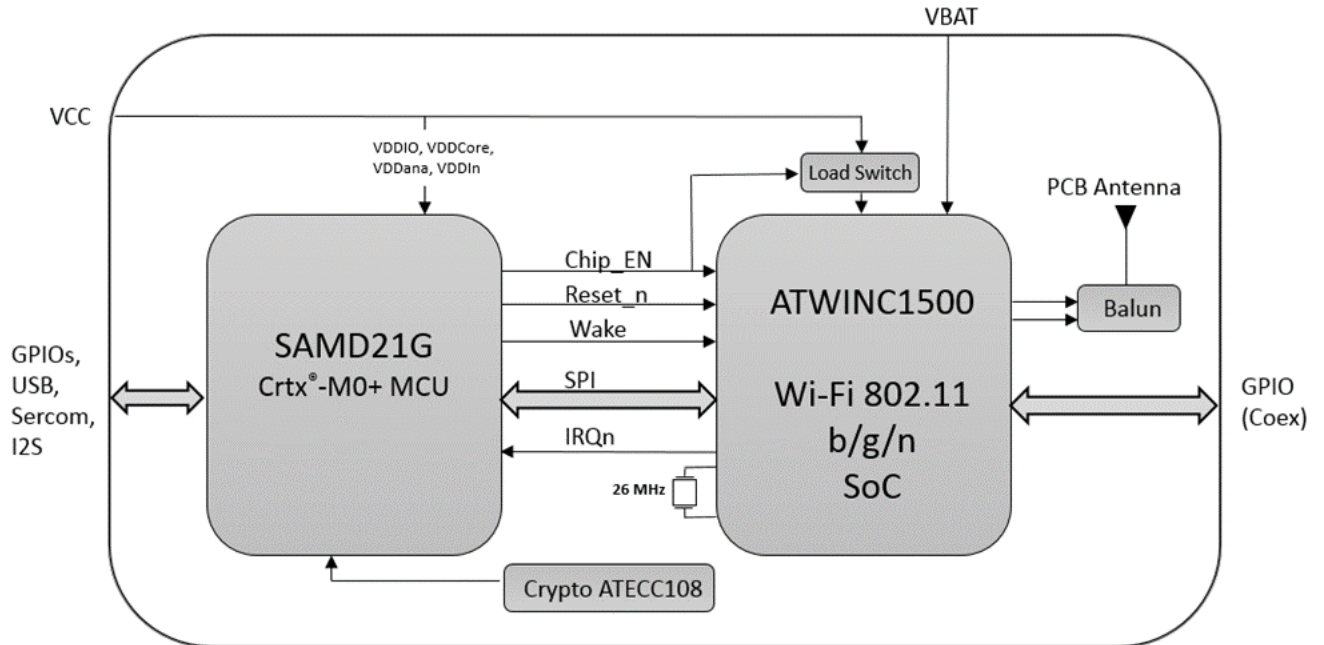 VBAT
VCC
VDDIO, VDDCore,
VDDana, VDDIn
Load Switch
PCB Antenna
Chip_EN
Reset_n
Wake
SPI
IRQn
26 MHz
SAMD21G
Crtx®-M0+ MCU
ATWINC1500
Wi-Fi 802.11
b/g/n
SoC
Balun
GPIOs,
USB,
Sercom,
I2S
GPIO
(Coex)
Crypto ATECC108